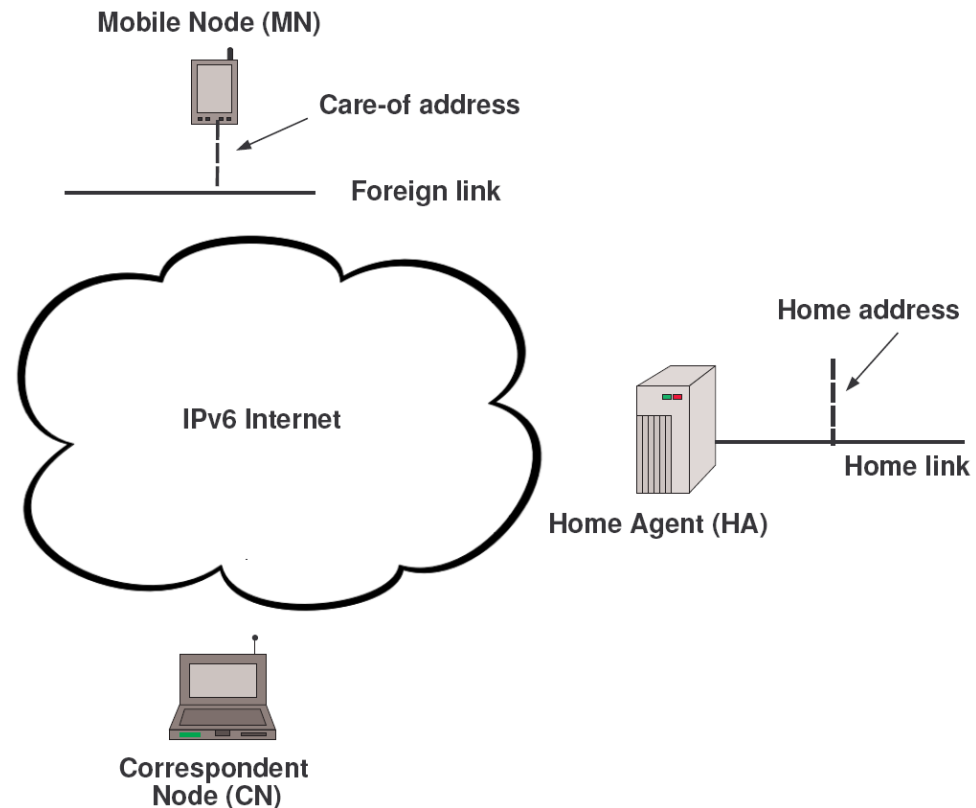 Mobile Node (MN)
Care-of address
Foreign link
Home address
IPv6 Internet
Home link
Home Agent (HA)
Correspondent
Node (CN)